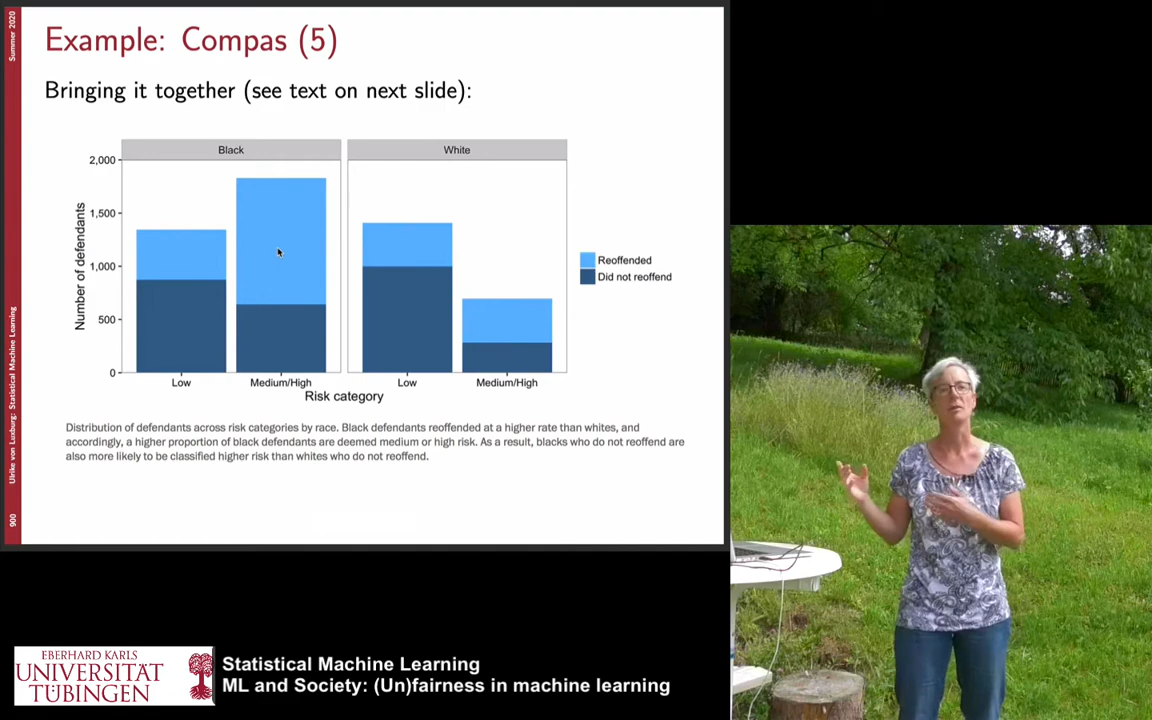 Summer 2020
Ulrike von Luxburg: Statistical Machine Learning
900
Example: Compas (5)
Bringing it together (see text on next slide):
Black
White
2,000
1,500
1,000
500
0
Number of defendants
Low
Medium/High
Low
Medium/High
Risk category
Reoffended
Did not reoffend
Distribution of defendants across risk categories by race. Black defendants reoffended at a higher rate than whites, and
accordingly, a higher proportion of black defendants are deemed medium or high risk. As a result, blacks who do not reoffend are
also more likely to be classified higher risk than whites who do not reoffend.
EBERHARD KARLS
UNIVERSITÄT
TÜBINGEN
Statistical Machine Learning
ML and Society: (Un)fairness in machine learning